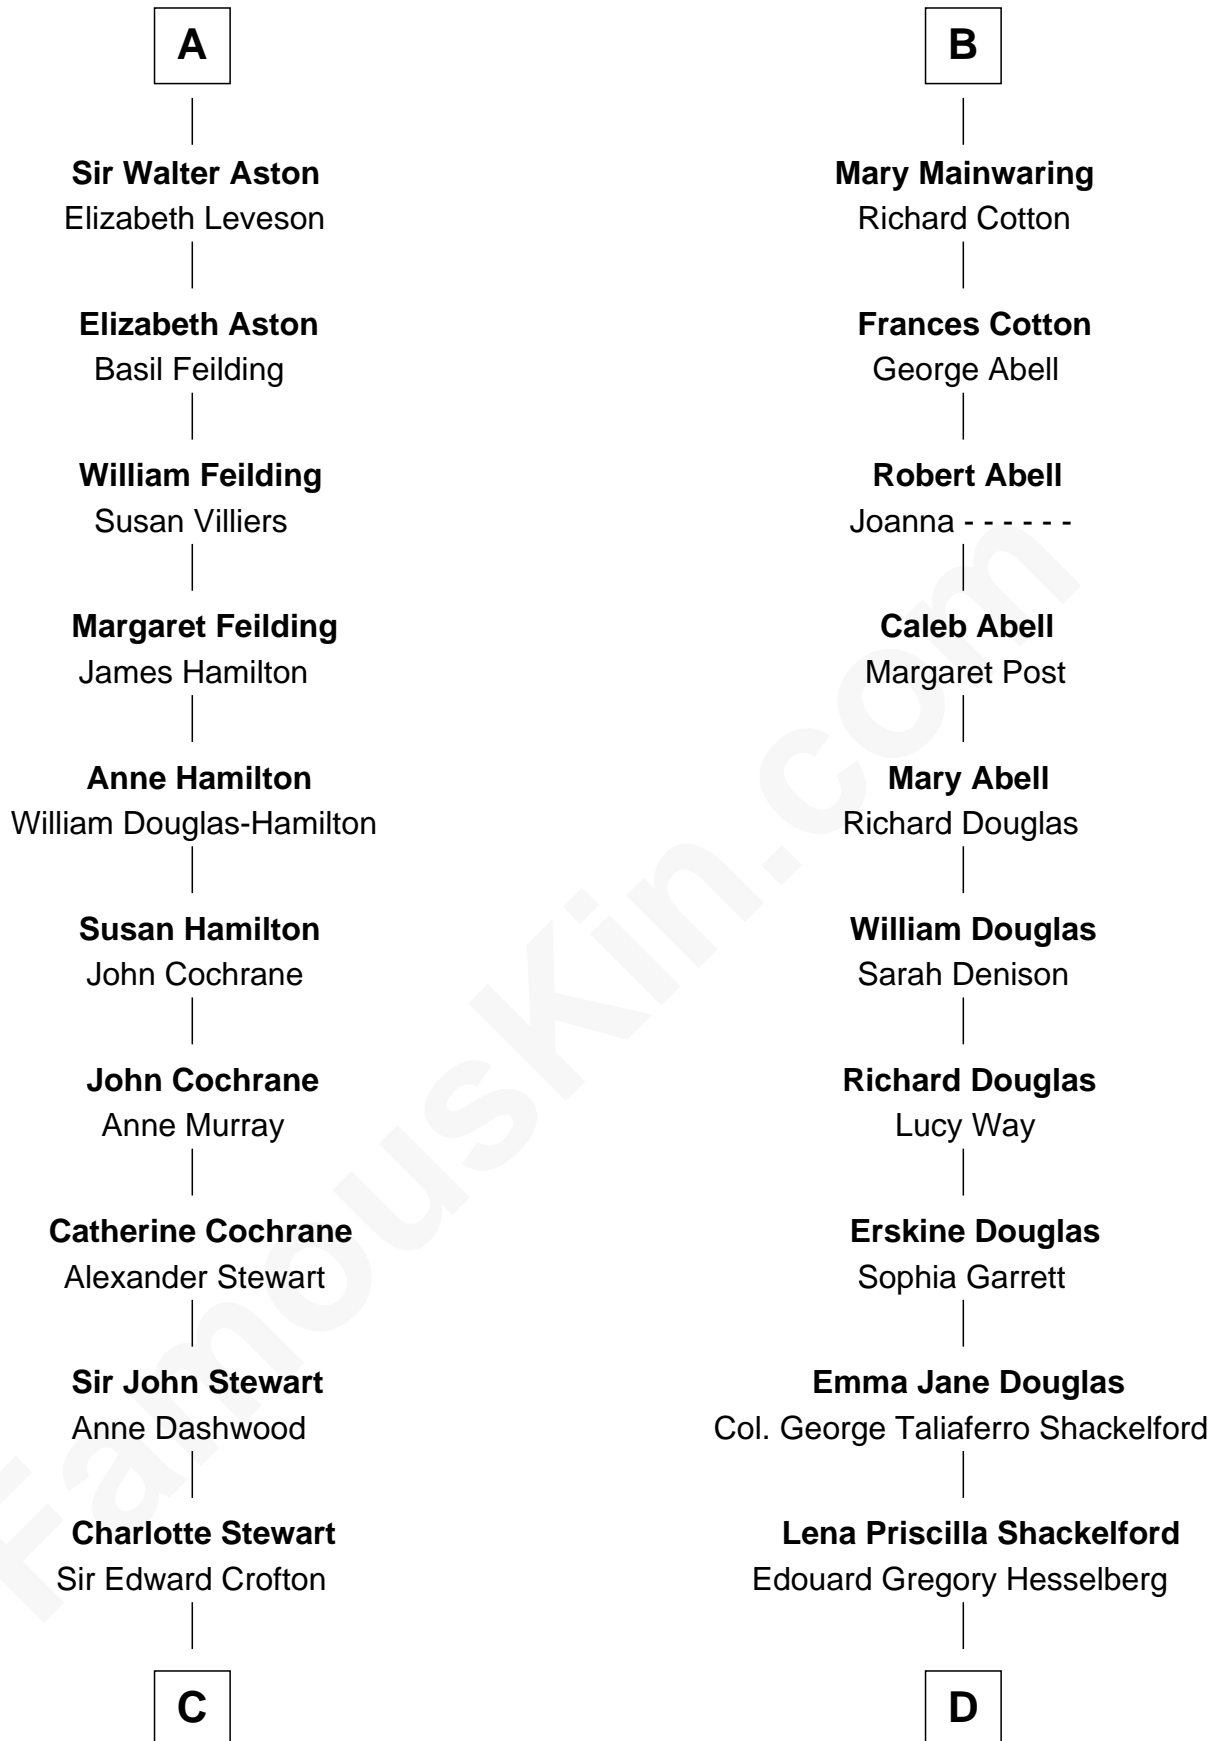 A
Sir Walter Aston
Elizabeth Leveson
Elizabeth Aston
Basil Feilding
William Feilding
Susan Villiers
Margaret Feilding
James Hamilton
Anne Hamilton
William Douglas-Hamilton
Susan Hamilton
John Cochrane
John Cochrane
Anne Murray
Catherine Cochrane
Alexander Stewart
Sir John Stewart
Anne Dashwood
Charlotte Stewart
Sir Edward Crofton
C
B
Mary Mainwaring
Richard Cotton
Frances Cotton
George Abell
Robert Abell
Joanna - - - - - -
Caleb Abell
Margaret Post
Mary Abell
Richard Douglas
William Douglas
Sarah Denison
Richard Douglas
Lucy Way
Erskine Douglas
Sophia Garrett
Emma Jane Douglas
Col. George Taliaferro Shackelford
Lena Priscilla Shackelford
Edouard Gregory Hesselberg
D
FamousKin.com